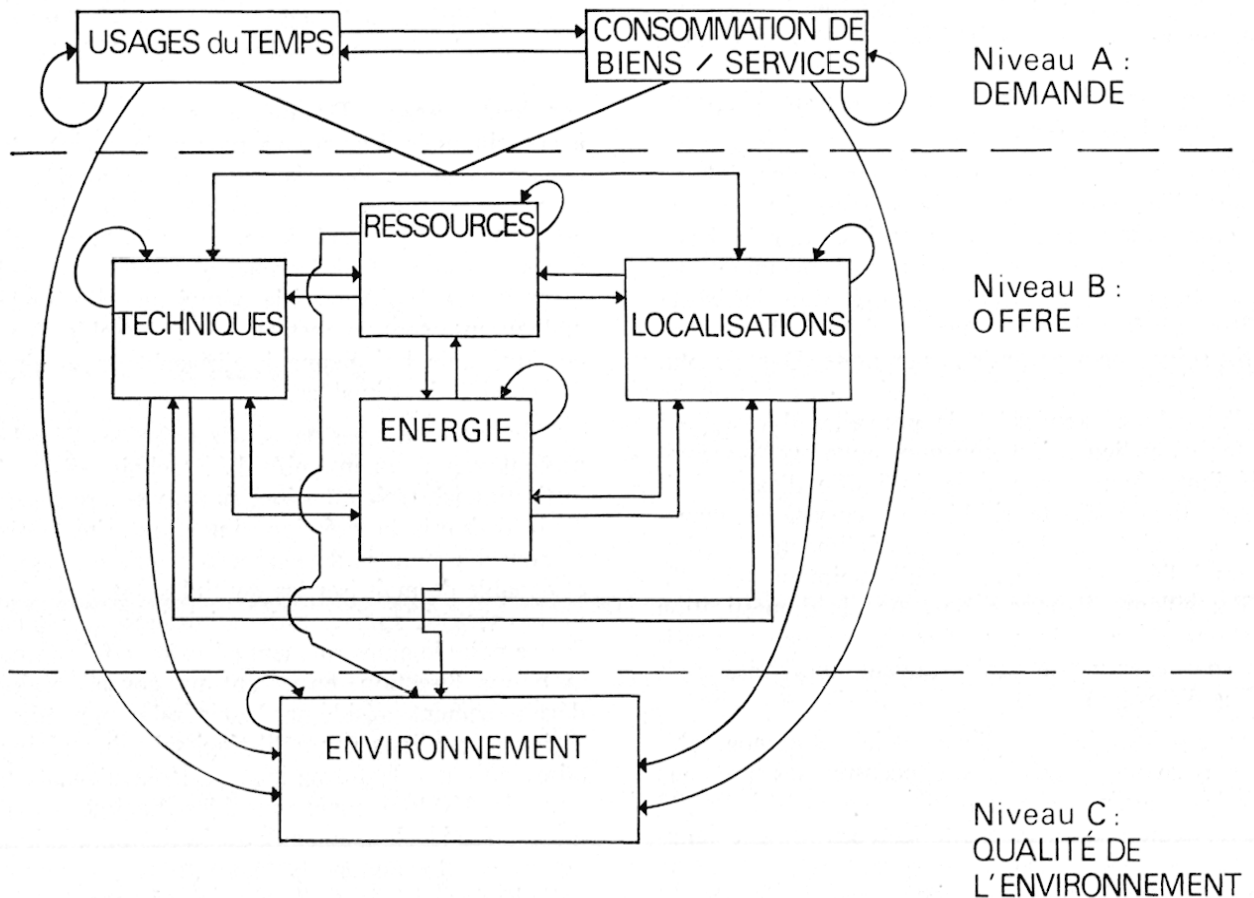 USAGES du TEMPS
CONSOMMATION DE
BIENS / SERVICES
Niveau A :
DEMANDE
RESSOURCES
TECHNIQUES
LOCALISATIONS
Niveau B :
OFFRE
ENERGIE
ENVIRONNEMENT
Niveau C :
QUALITÉ DE
L'ENVIRONNEMENT